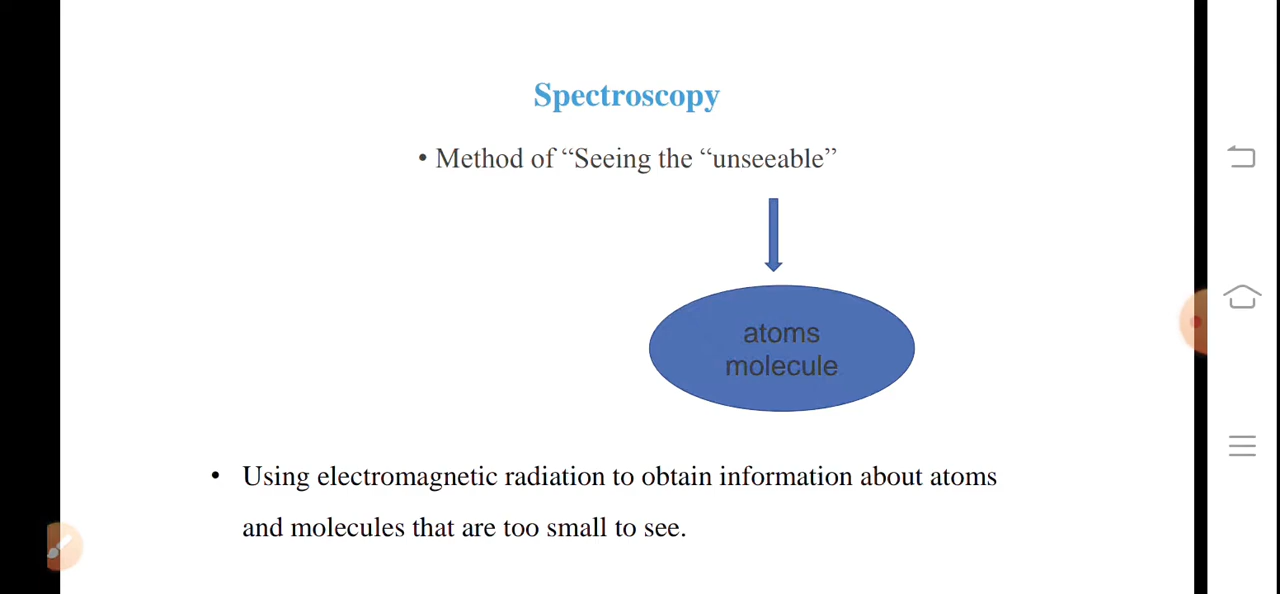 Spectroscopy
• Method of “Seeing the “unseeable”
atoms
molecule
• Using electromagnetic radiation to obtain information about atoms
and molecules that are too small to see.